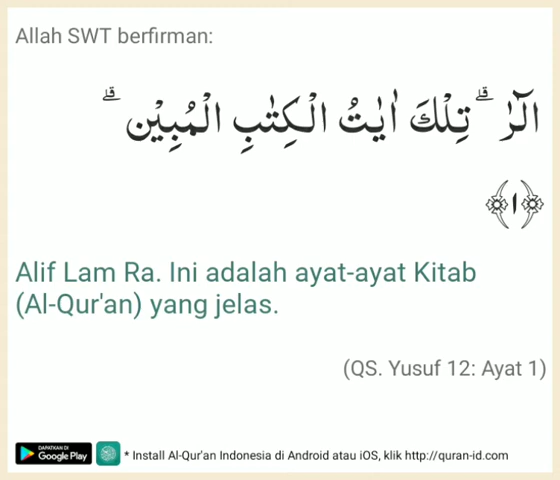 Allah SWT berfirman:
الٓرٰ ۗ تِلْكَ اٰيٰتُ الْكِتٰبِ الْمُبِيْنِ ۗ
﴿١﴾
Alif Lam Ra. Ini adalah ayat-ayat Kitab
(Al-Qur'an) yang jelas.
(QS. Yusuf 12: Ayat 1)
DAPATKAN DI
Google Play
* Install Al-Qur'an Indonesia di Android atau iOS, klik http://quran-id.com